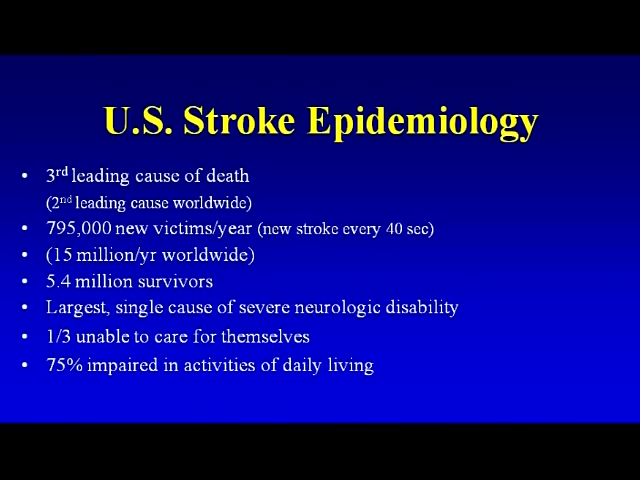 U.S. Stroke Epidemiology
• 3rd leading cause of death
(2nd leading cause worldwide)
• 795,000 new victims/year (new stroke every 40 sec)
• (15 million/yr worldwide)
• 5.4 million survivors
• Largest, single cause of severe neurologic disability
• 1/3 unable to care for themselves
• 75% impaired in activities of daily living